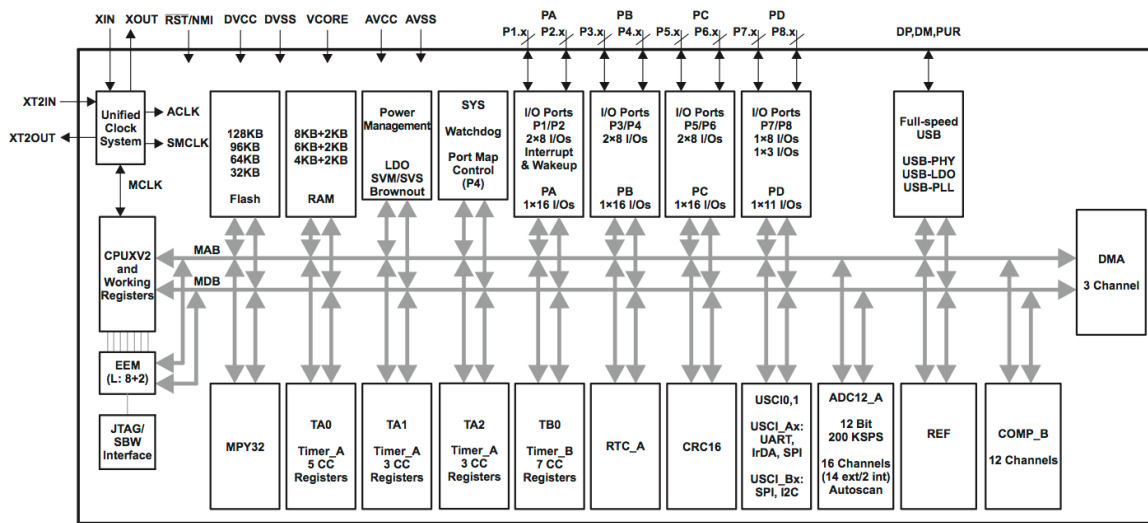 XIN
XOUT
RST/NMI
DVCC
DVSS
VCORE
AVCC
AVSS
PA
P1.x
P2.x
PB
P3.x
P4.x
PC
P5.x
P6.x
PD
P7.x
P8.x
DP,DM,PUR
XT2IN
XT2OUT
Unified
Clock
System
ACLK
SMCLK
MCLK
128KB
96KB
64KB
32KB
Flash
8KB+2KB
6KB+2KB
4KB+2KB
RAM
Power
Management
LDO
SVM/SVS
Brownout
SYS
Watchdog
Port Map
Control
(P4)
I/O Ports
P1/P2
2×8 I/Os
Interrupt
& Wakeup
PA
1×16 I/Os
I/O Ports
P3/P4
2×8 I/Os
PB
1×16 I/Os
I/O Ports
P5/P6
2×8 I/Os
PC
1×16 I/Os
I/O Ports
P7/P8
1×8 I/Os
1×3 I/Os
PD
1×11 I/Os
Full-speed
USB
USB-PHY
USB-LDO
USB-PLL
CPUXV2
and
Working
Registers
MAB
MDB
DMA
3 Channel
EEM
(L: 8+2)
JTAG/
SBW
Interface
MPY32
TA0
Timer_A
5 CC
Registers
TA1
Timer_A
3 CC
Registers
TA2
Timer_A
3 CC
Registers
TB0
Timer_B
7 CC
Registers
RTC_A
CRC16
USCI0,1
USCI_Ax:
UART,
IrDA, SPI
USCI_Bx:
SPI, I2C
ADC12_A
12 Bit
200 KSPS
16 Channels
(14 ext/2 int)
Autoscan
REF
COMP_B
12 Channels